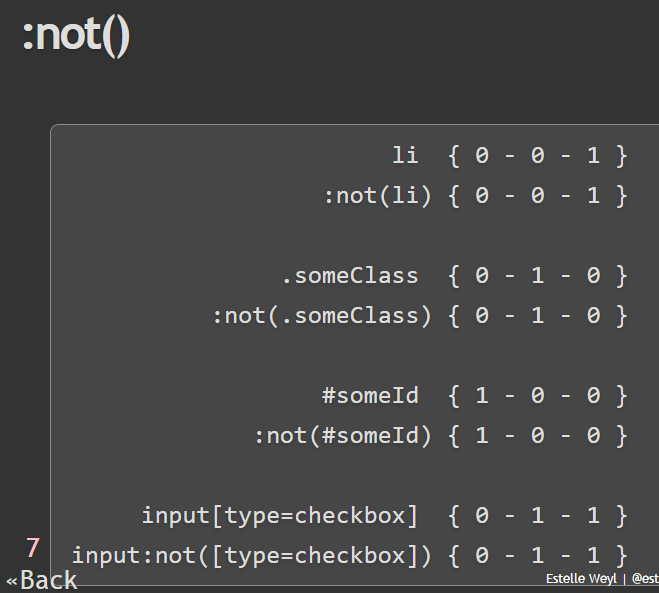 :not()
li { 0 - 0 - 1 }
:not(li) { 0 - 0 - 1 }
.someClass { 0 - 1 - 0 }
:not(.someClass) { 0 - 1 - 0 }
#someId { 1 - 0 - 0 }
:not(#someId) { 1 - 0 - 0 }
input[type=checkbox] { 0 - 1 - 1 }
input:not([type=checkbox]) { 0 - 1 - 1 }
7
«Back
Estelle Weyl | @est